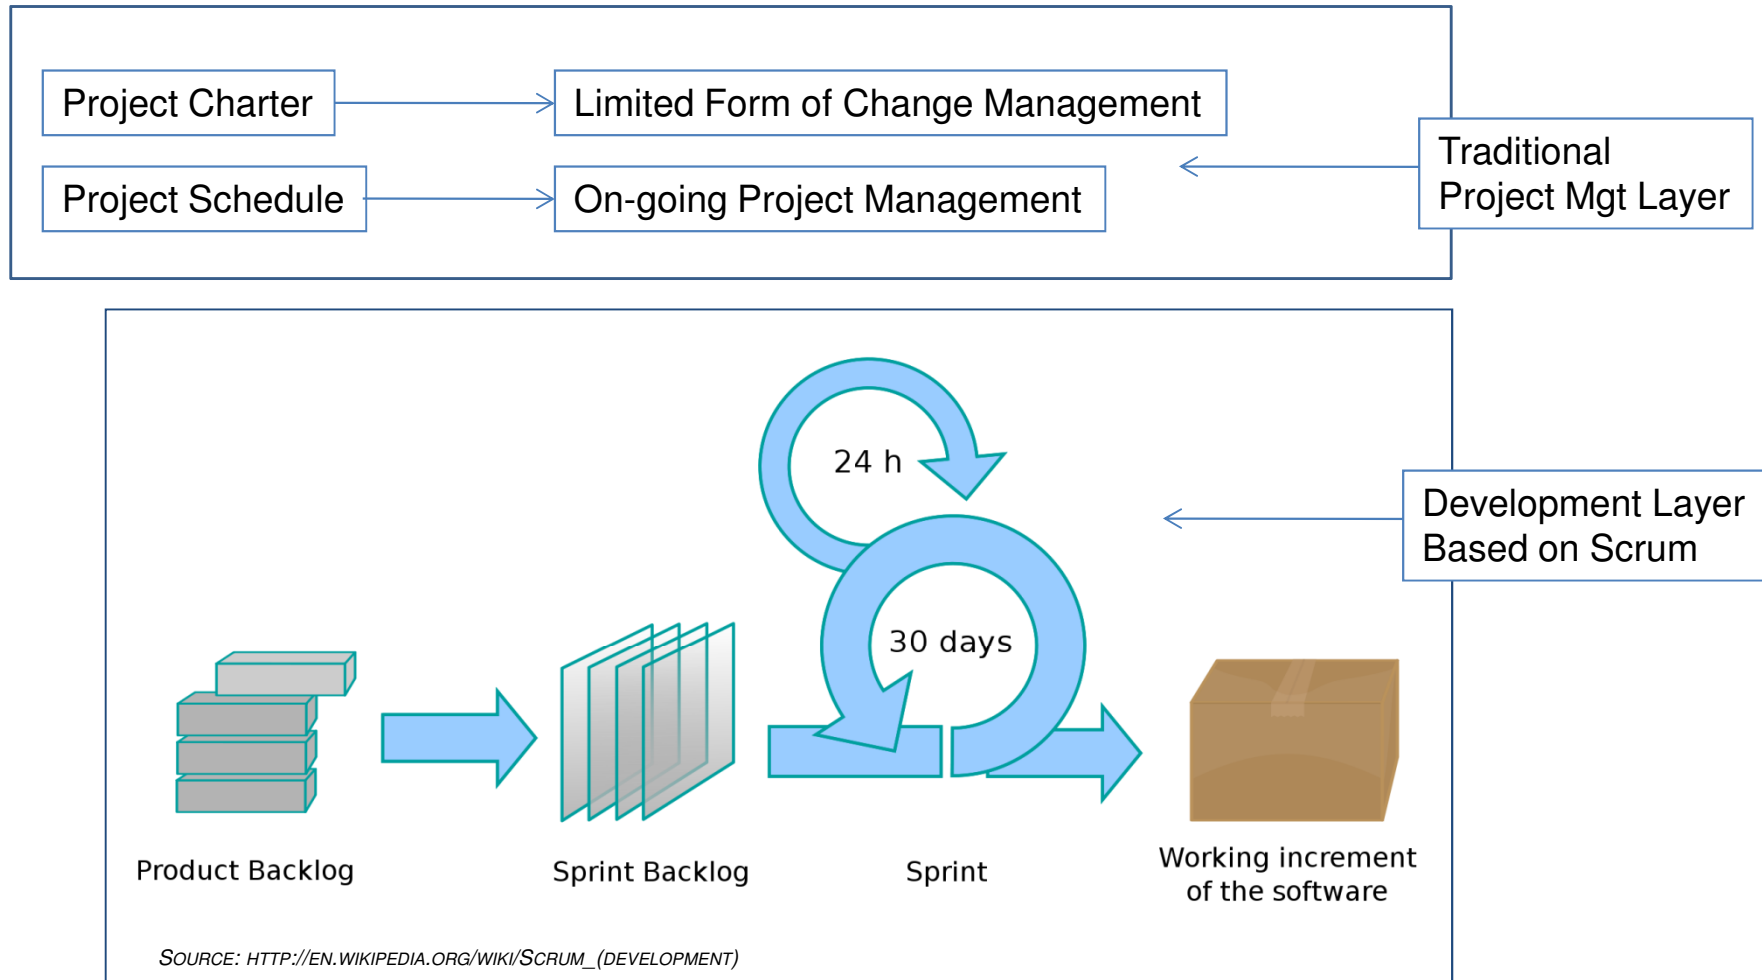 Project Charter
Limited Form of Change Management
Project Schedule
On-going Project Management
Traditional
Project Mgt Layer
24 h
30 days
Development Layer
Based on Scrum
Product Backlog
Sprint Backlog
Sprint
Working increment
of the software
SOURCE: HTTP://EN.WIKIPEDIA.ORG/WIKI/SCRUM_(DEVELOPMENT)